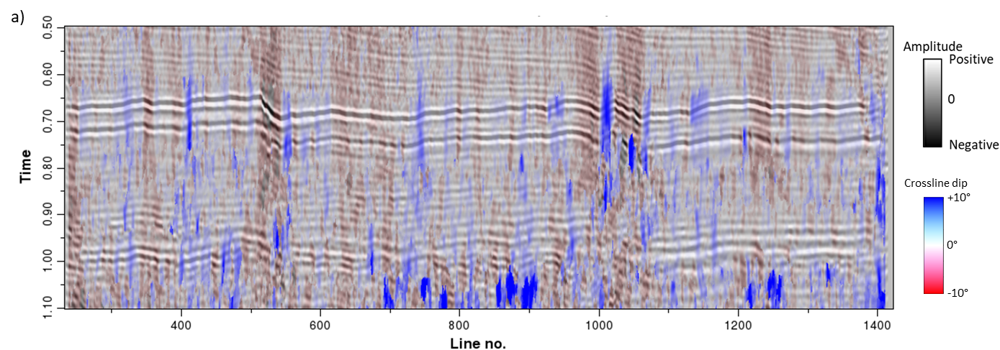 a)
0.50
0.60
0.70
0.80
0.90
1.00
1.10
Time
400
600
800
1000
1200
1400
Line no.
Amplitude
Positive
0
Negative
Crossline dip
+10°
0°
-10°